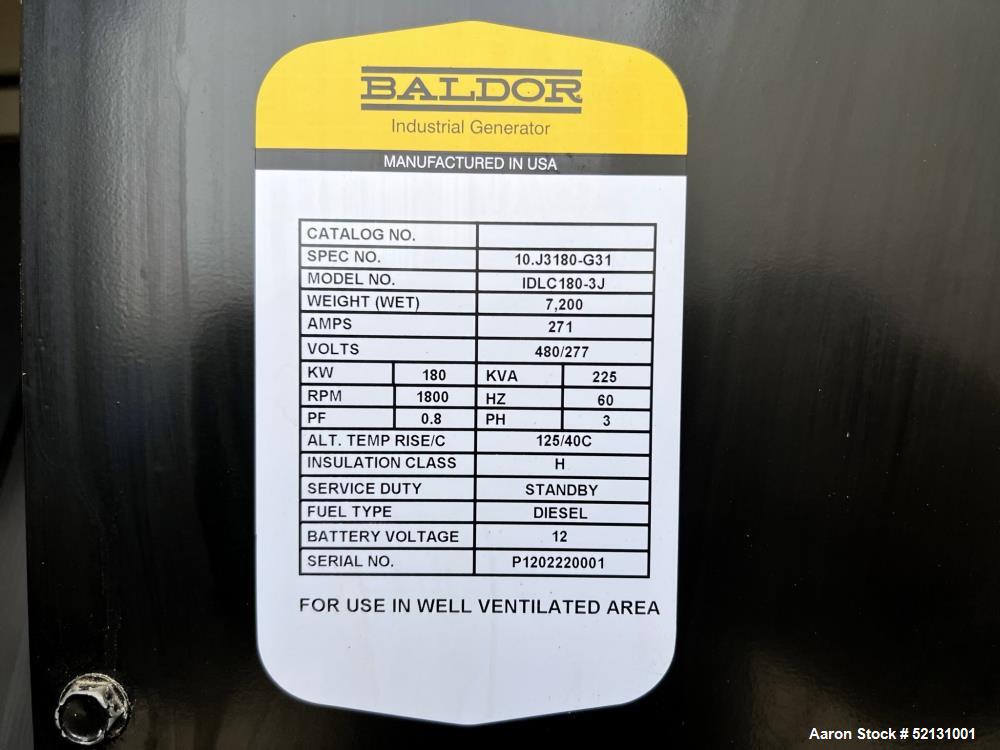 BALDOR
Industrial Generator
MANUFACTURED IN USA
CATALOG NO.
SPEC NO. 10.J3180-G31
MODEL NO. IDLC180-3J
WEIGHT (WET) 7,200
AMPS 271
VOLTS 480/277
KW 180 KVA 225
RPM 1800 HZ 60
PF 0.8 PH 3
ALT. TEMP RISE/C 125/40C
INSULATION CLASS H
SERVICE DUTY STANDBY
FUEL TYPE DIESEL
BATTERY VOLTAGE 12
SERIAL NO. P1202220001
FOR USE IN WELL VENTILATED AREA
Aaron Stock # 52131001